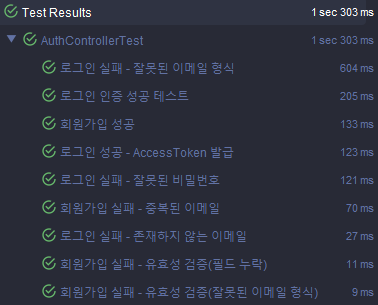 Test Results 1 sec 303 ms
AuthControllerTest 1 sec 303 ms
로그인 실패 - 잘못된 이메일 형식 604 ms
로그인 인증 성공 테스트 205 ms
회원가입 성공 133 ms
로그인 성공 - AccessToken 발급 123 ms
로그인 실패 - 잘못된 비밀번호 121 ms
회원가입 실패 - 중복된 이메일 70 ms
로그인 실패 - 존재하지 않는 이메일 27 ms
회원가입 실패 - 유효성 검증(필드 누락) 11 ms
회원가입 실패 - 유효성 검증(잘못된 이메일 형식) 9 ms